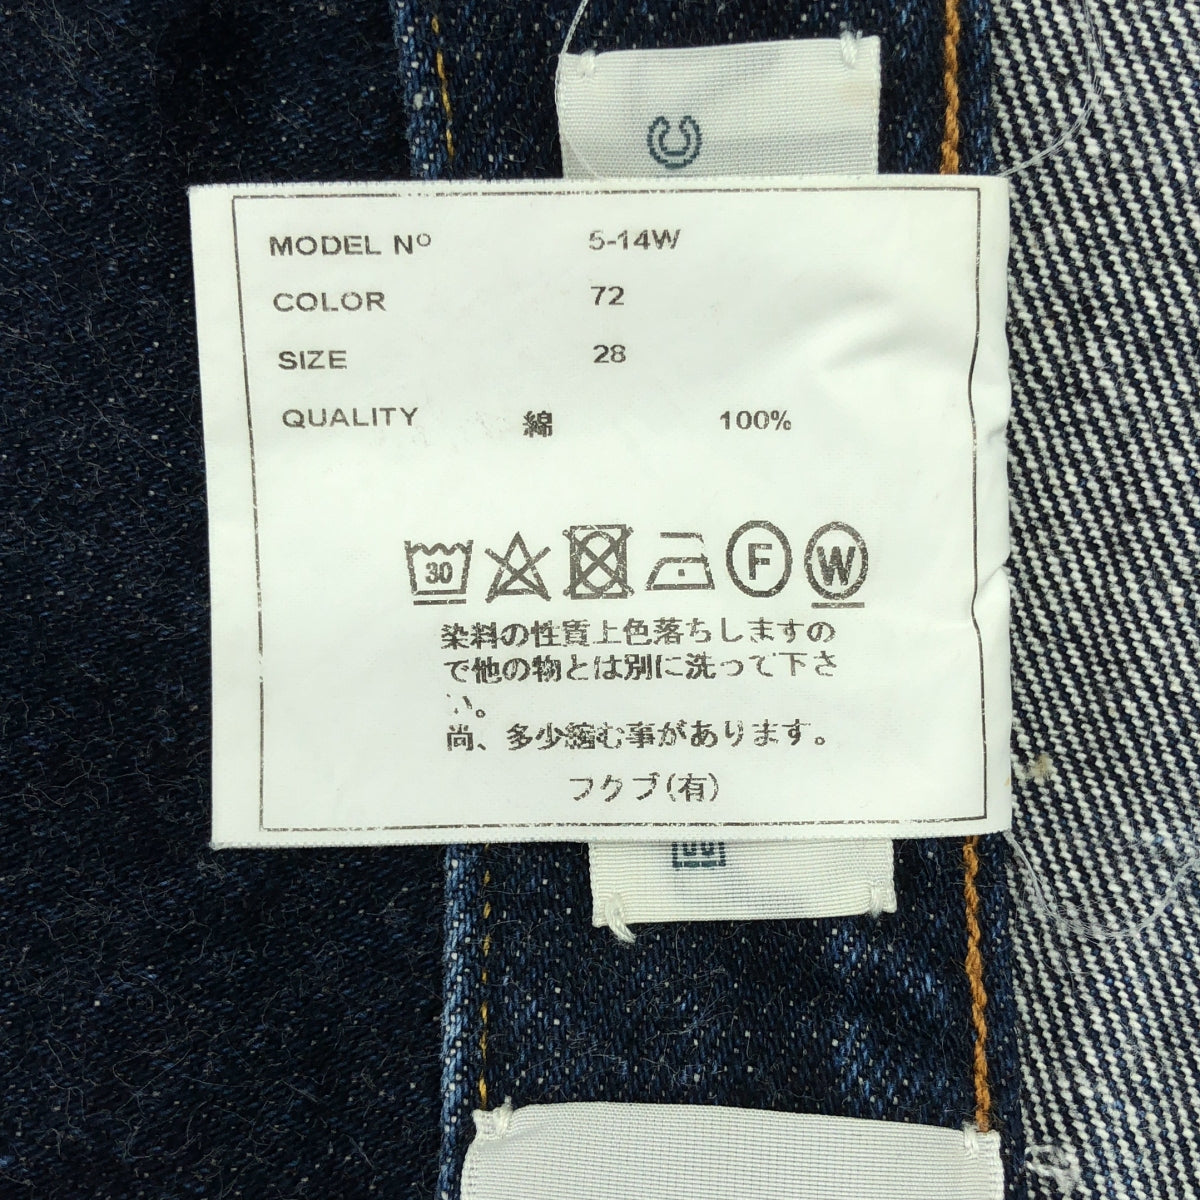 MODEL Nº 5-14W
COLOR 72
SIZE 28
QUALITY 綿 100%
30 F W
染料の性質上色落ちしますの
で他の物とは別に洗って下さ
い。
尚、多少縮む事があります。
フクブ(有)